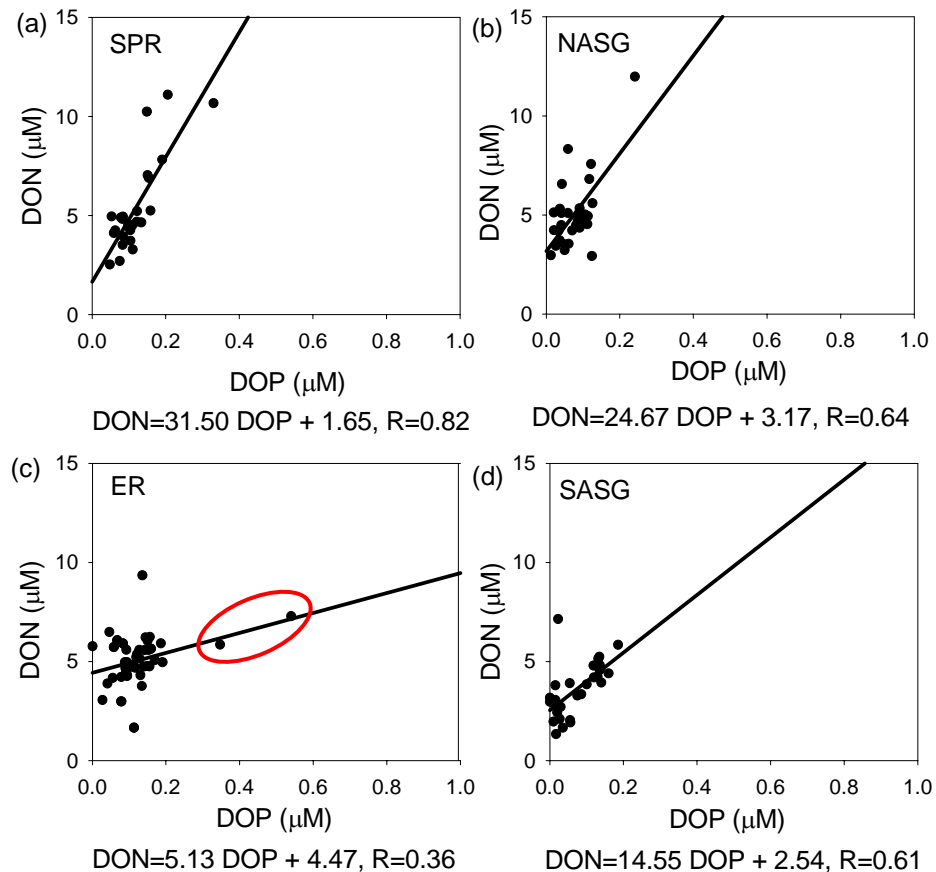 (a)
SPR
15
10
5
0
DON (μM)
0.0 0.2 0.4 0.6 0.8 1.0
DOP (μM)
DON=31.50 DOP + 1.65, R=0.82
(b)
NASG
15
10
5
0
DON (μM)
0.0 0.2 0.4 0.6 0.8 1.0
DOP (μM)
DON=24.67 DOP + 3.17, R=0.64
(c)
ER
15
10
5
0
DON (μM)
0.0 0.2 0.4 0.6 0.8 1.0
DOP (μM)
DON=5.13 DOP + 4.47, R=0.36
(d)
SASG
15
10
5
0
DON (μM)
0.0 0.2 0.4 0.6 0.8 1.0
DOP (μM)
DON=14.55 DOP + 2.54, R=0.61